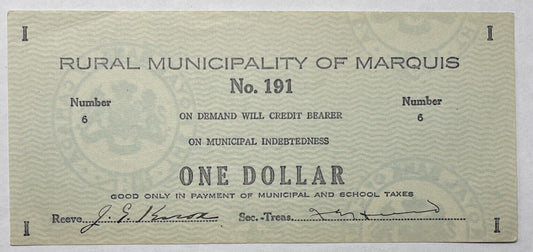 I I
RURAL MUNICIPALITY OF MARQUIS
No. 191
Number Number
6 6
ON DEMAND WILL CREDIT BEARER
ON MUNICIPAL INDEBTEDNESS
ONE DOLLAR
GOOD ONLY IN PAYMENT OF MUNICIPAL AND SCHOOL TAXES
Reeve J. E. Sec.-Treas.
I I